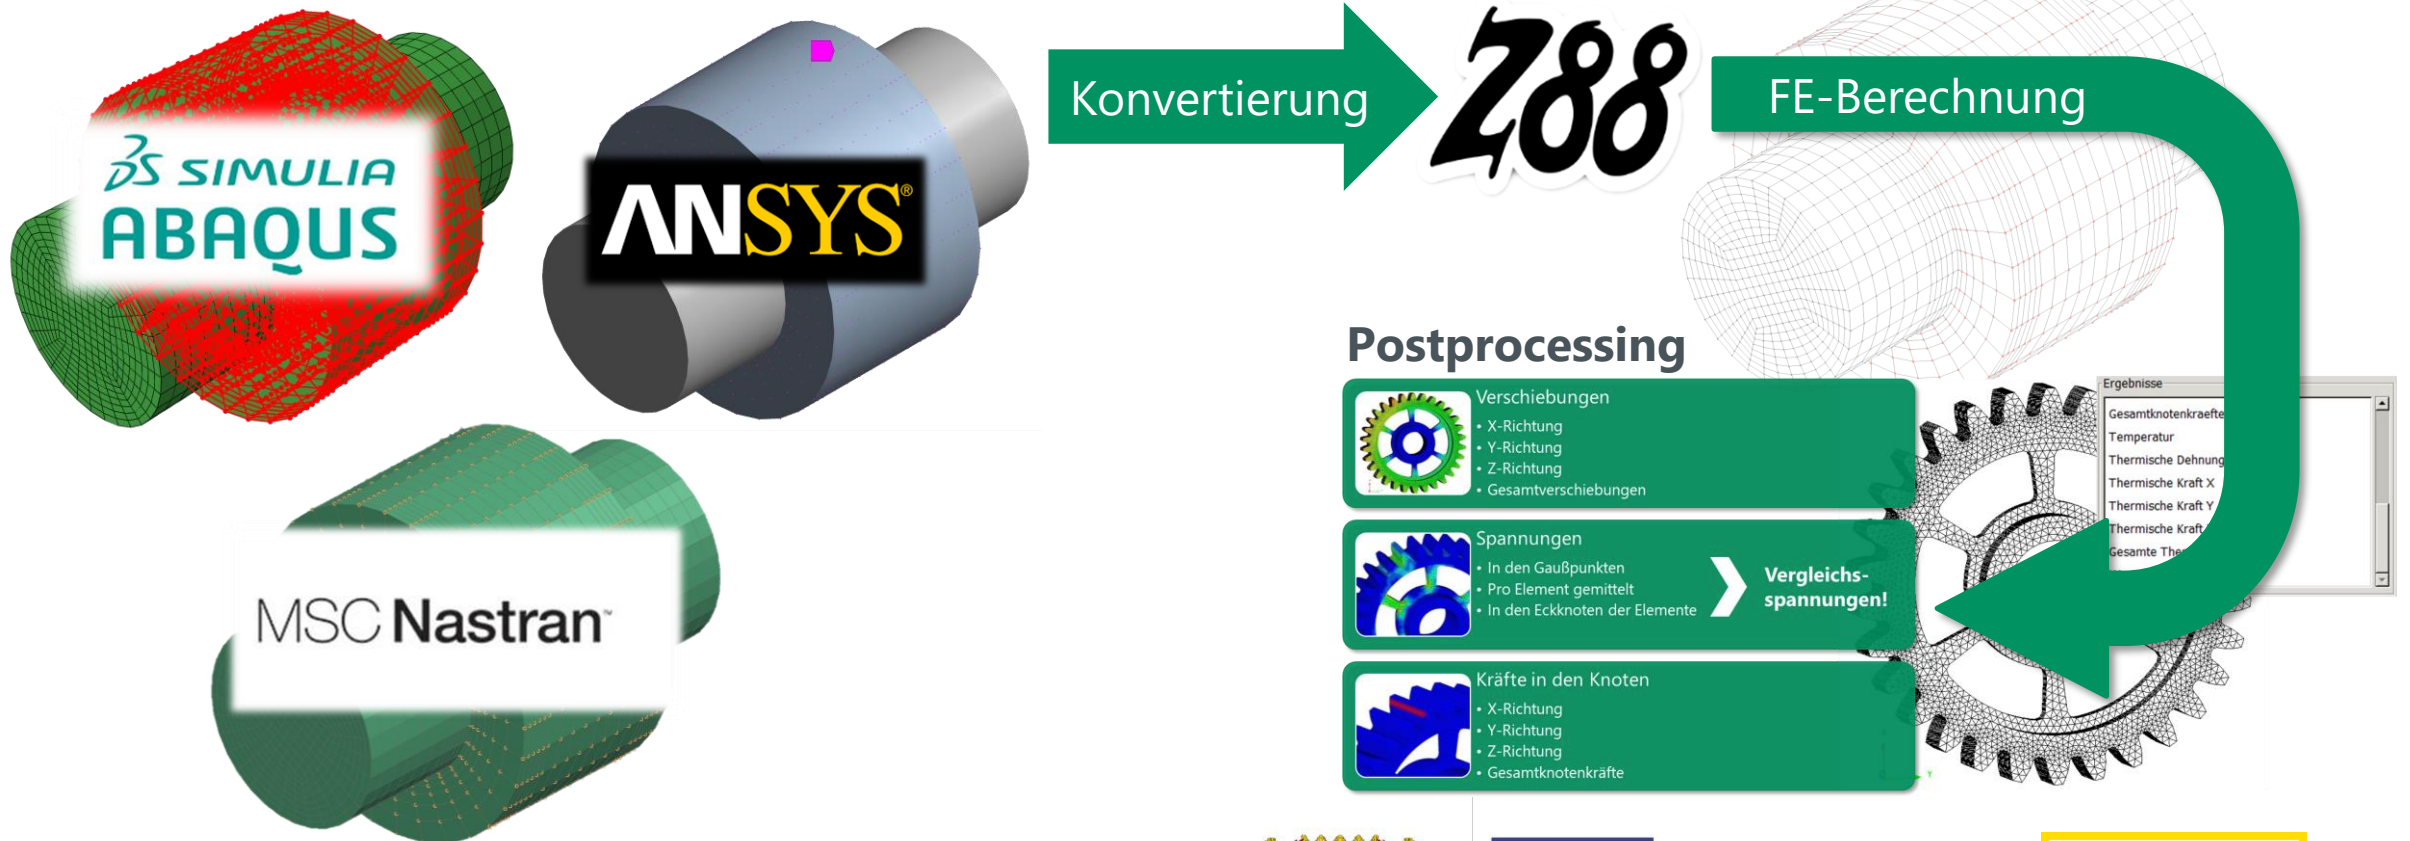 SIMULIA
ABAQUS
ANSYS®
MSC Nastran™
Konvertierung
Z88
FE-Berechnung
Postprocessing
Verschiebungen
• X-Richtung
• Y-Richtung
• Z-Richtung
• Gesamtverschiebungen
Spannungen
• In den Gaußpunkten
• Pro Element gemittelt
• In den Eckknoten der Elemente
Vergleichs-
spannungen!
Kräfte in den Knoten
• X-Richtung
• Y-Richtung
• Z-Richtung
• Gesamtknotenkräfte
Ergebnisse
Gesamtknotenkraefte
Temperatur
Thermische Dehnung
Thermische Kraft X
Thermische Kraft Y
Thermische Kraft
Gesamte